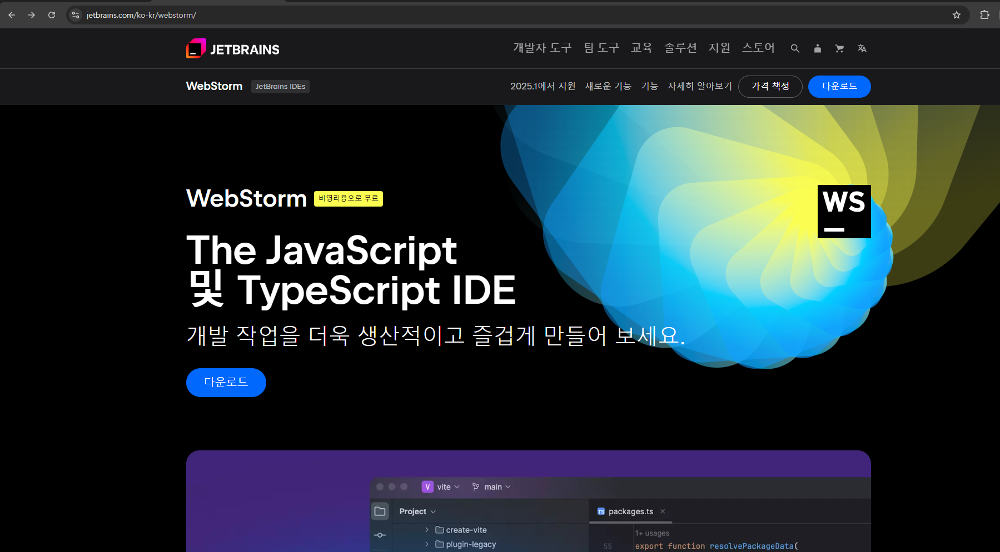 jetbrains.com/ko-kr/webstorm/
JETBRAINS
개발자 도구 팀 도구 교육 솔루션 지원 스토어
WebStorm JetBrains IDEs
2025.1에서 지원 새로운 기능 기능 자세히 알아보기 가격 책정 다운로드
WebStorm 비영리용으로 무료
WS
The JavaScript
및 TypeScript IDE
개발 작업을 더욱 생산적이고 즐겁게 만들어 보세요.
다운로드
V vite main
Project
TS packages.ts
create-vite
1+ usages
plugin-legacy
55 export function resolvePackageData(